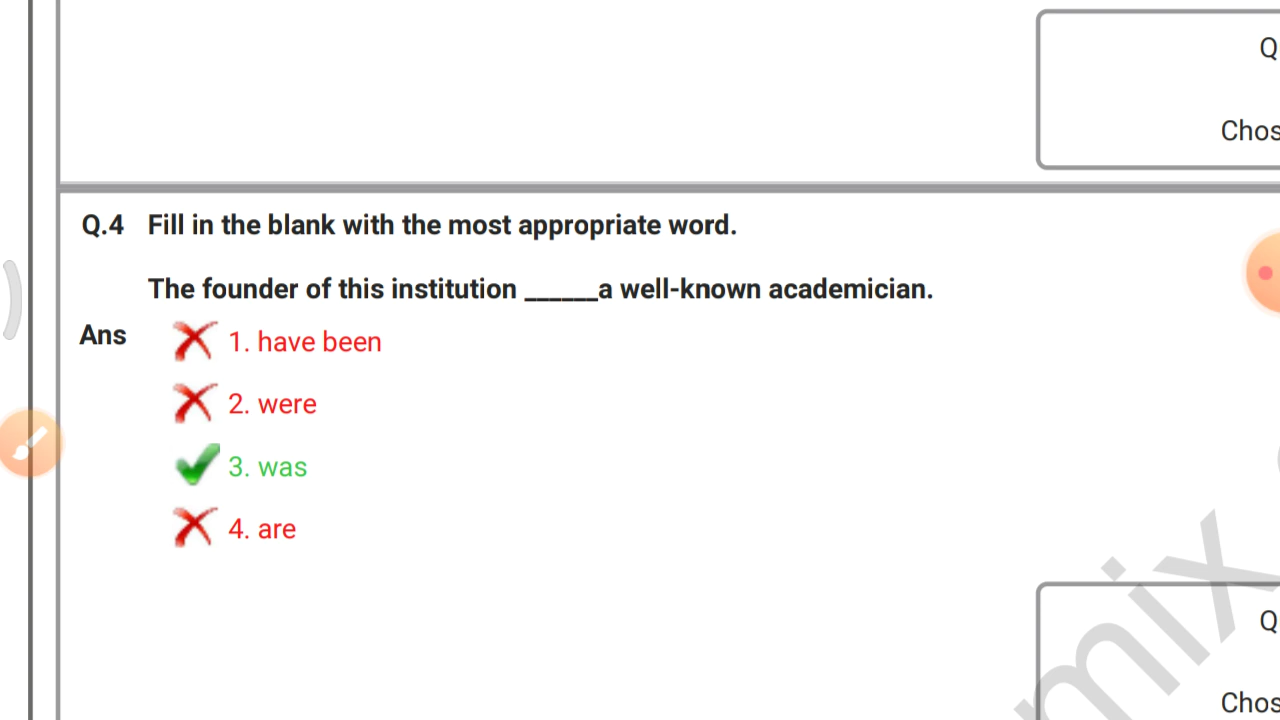 Q
Chos
Q.4 Fill in the blank with the most appropriate word.
The founder of this institution ______a well-known academician.
Ans 1. have been
2. were
3. was
4. are
mix
Q
Chos